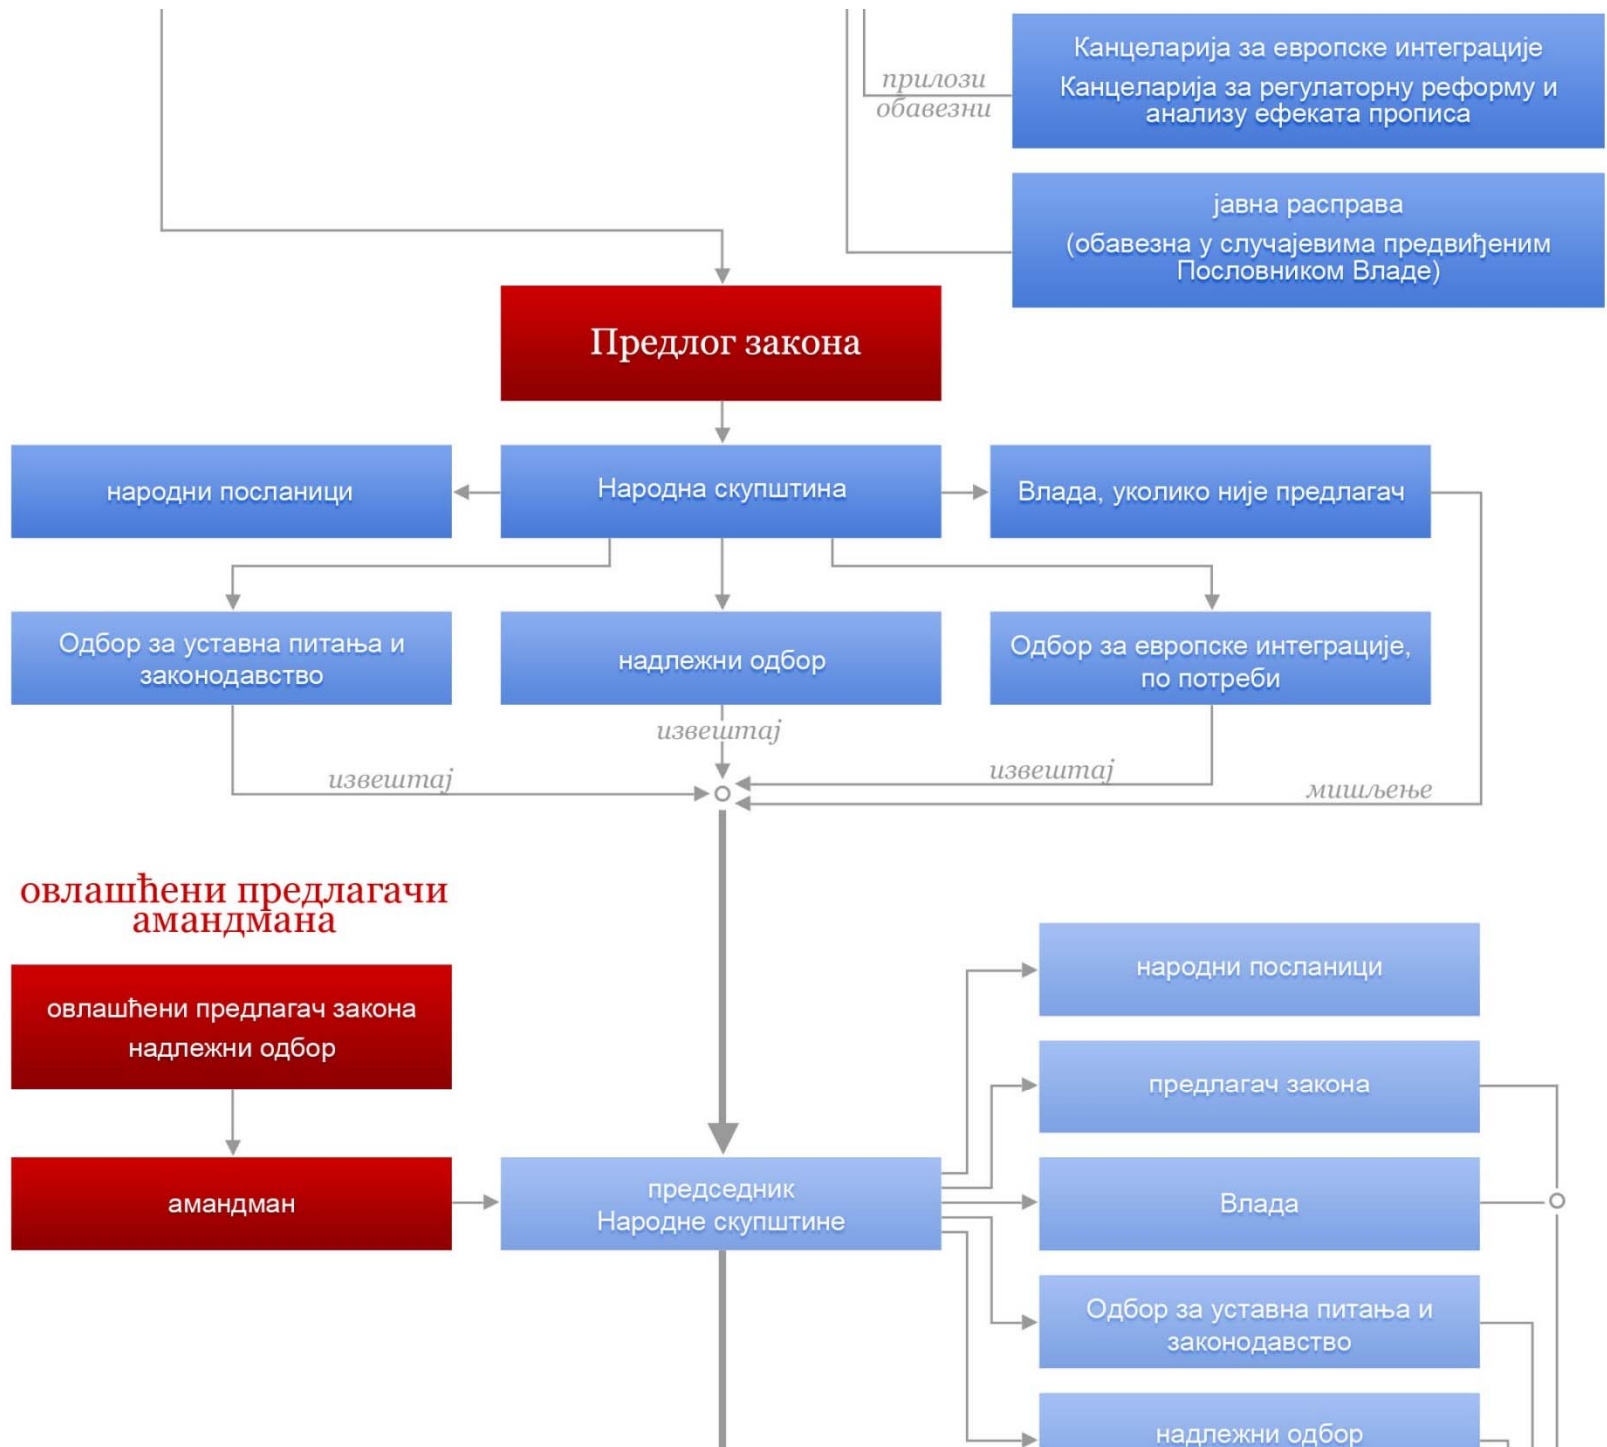 Канцеларија за европске интеграције
Канцеларија за регулаторну реформу и
анализу ефеката прописа
прилози
обавезни
јавна расправа
(обавезна у случајевима предвиђеним
Пословником Владе)
Предлог закона
народни посланици
Народна скупштина
Влада, уколико није предлагач
Одбор за уставна питања и
законодавство
надлежни одбор
Одбор за европске интеграције,
по потреби
извештај
извештај
извештај
мишљење
овлашћени предлагачи
амандмана
овлашћени предлагач закона
надлежни одбор
амандман
председник
Народне скупштине
народни посланици
предлагач закона
Влада
Одбор за уставна питања и
законодавство
надлежни одбор